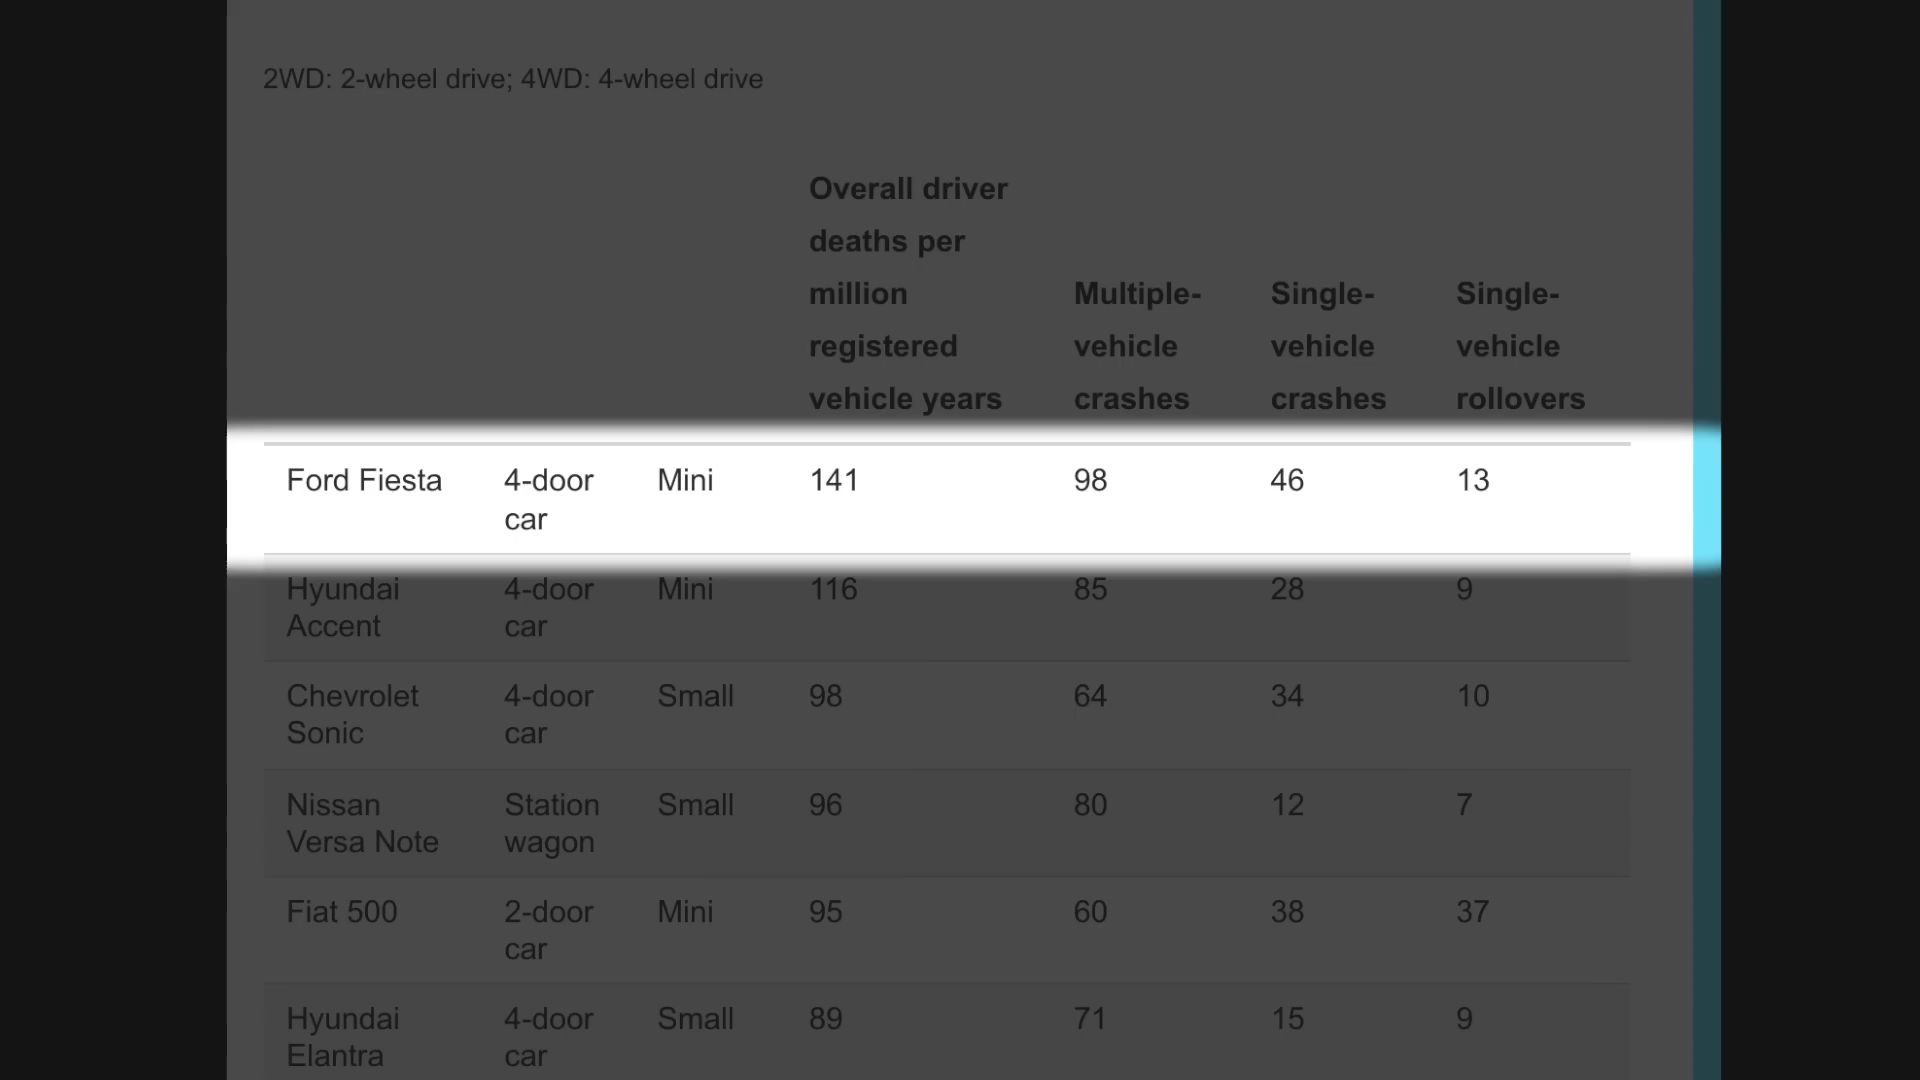 2WD: 2-wheel drive; 4WD: 4-wheel drive
Overall driver
deaths per
million
registered
vehicle years
Multiple-
vehicle
crashes
Single-
vehicle
crashes
Single-
vehicle
rollovers
Ford Fiesta 4-door car Mini 141 98 46 13
Hyundai Accent 4-door car Mini 116 85 28 9
Chevrolet Sonic 4-door car Small 98 64 34 10
Nissan Versa Note Station wagon Small 96 80 12 7
Fiat 500 2-door car Mini 95 60 38 37
Hyundai Elantra 4-door car Small 89 71 15 9